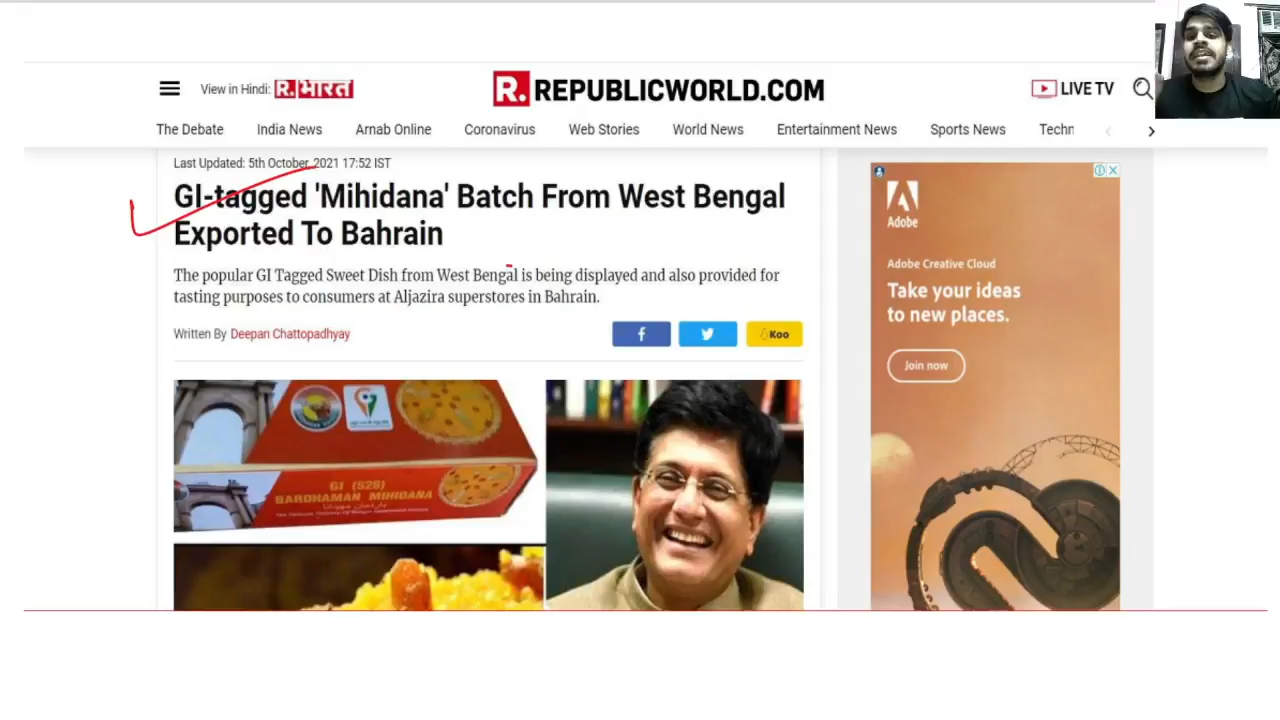 View in Hindi: R.भारत
R. REPUBLICWORLD.COM
LIVE TV
The Debate India News Arnab Online Coronavirus Web Stories World News Entertainment News Sports News Techn
Last Updated: 5th October, 2021 17:52 IST
GI-tagged 'Mihidana' Batch From West Bengal
Exported To Bahrain
The popular GI Tagged Sweet Dish from West Bengal is being displayed and also provided for
tasting purposes to consumers at Aljazira superstores in Bahrain.
Written By Deepan Chattopadhyay
f
Koo
GI (528)
BARDHAMAN MIHIDANA
Adobe
Adobe Creative Cloud
Take your ideas
to new places.
Join now